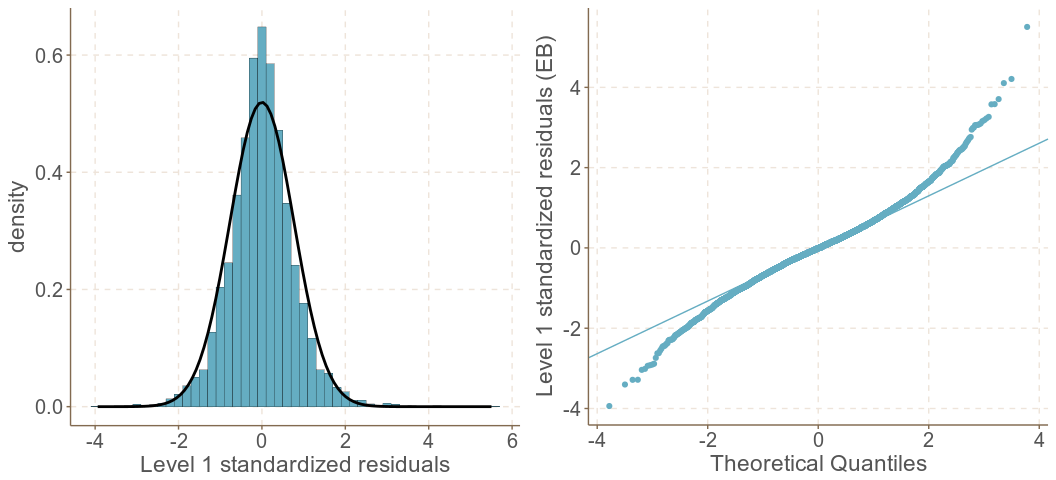 density
0.6
0.4
0.2
0.0
-4 -2 0 2 4 6
Level 1 standardized residuals
Level 1 standardized residuals (EB)
4
2
0
-2
-4
-4 -2 0 2 4
Theoretical Quantiles